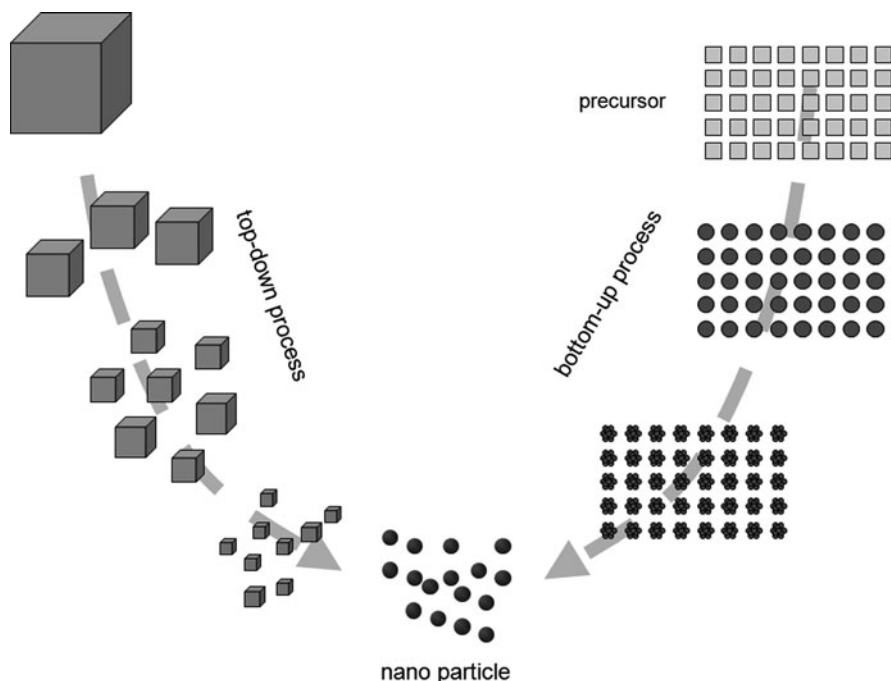 precursor
top-down process
bottom-up process
nano particle